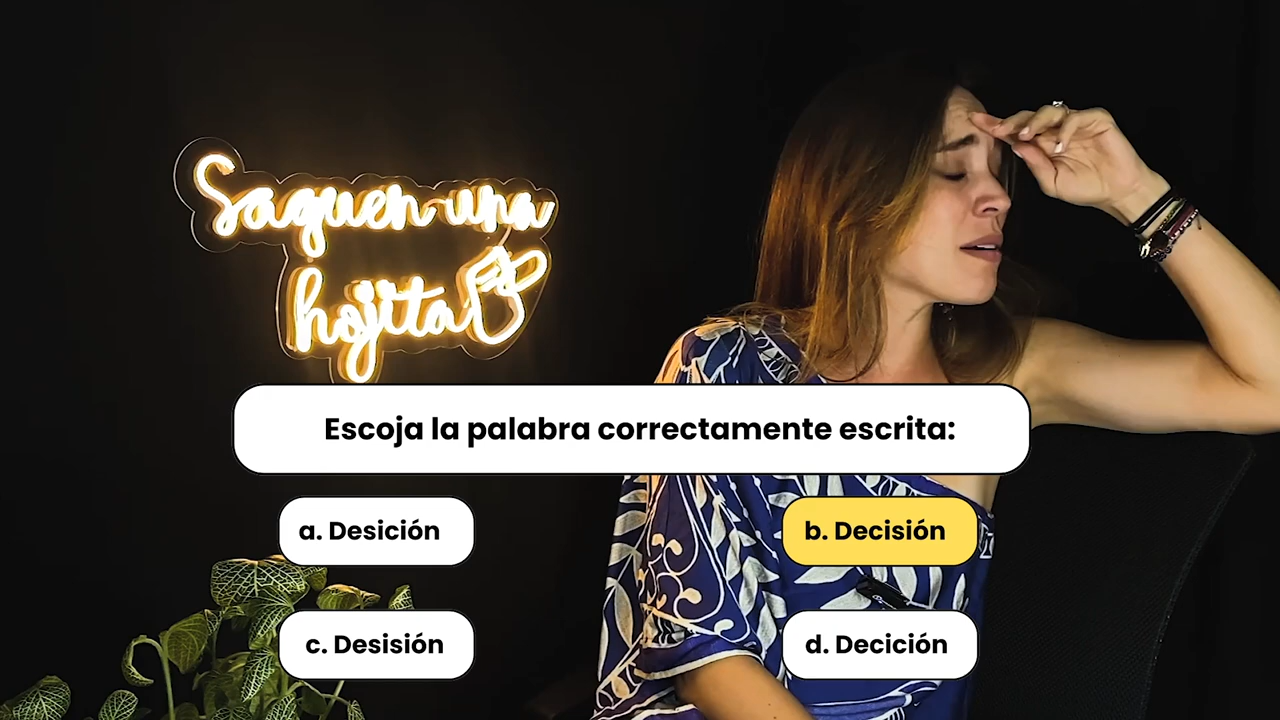 Saquen una
hojita
Escoja la palabra correctamente escrita:
a. Desición
b. Decisión
c. Desisión
d. Decición